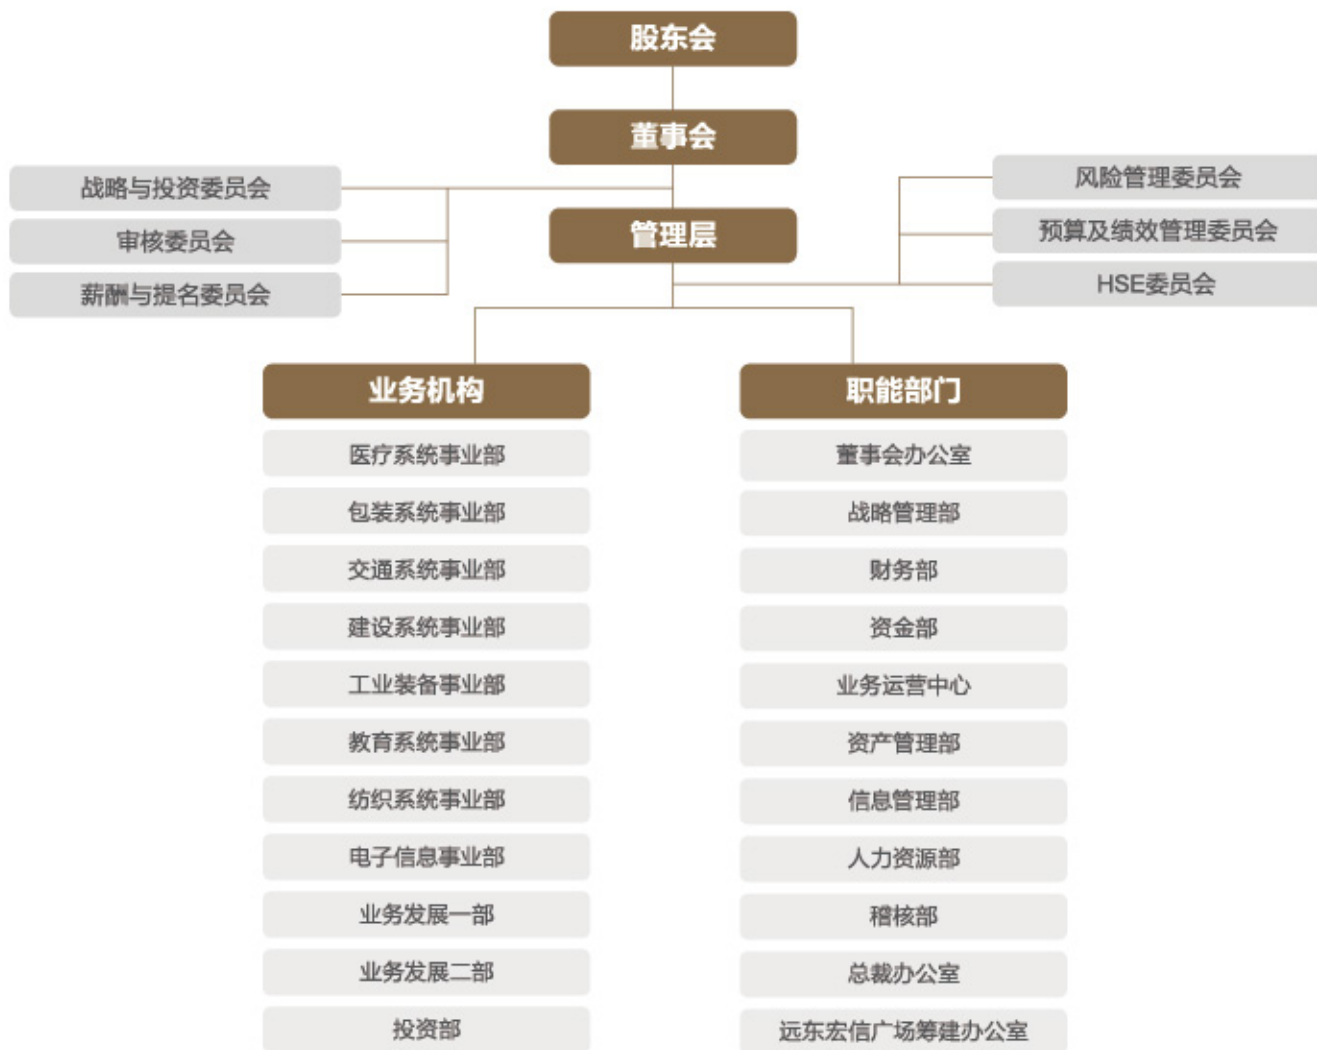 股东会
董事会
战略与投资委员会
审核委员会
薪酬与提名委员会
管理层
风险管理委员会
预算及绩效管理委员会
HSE委员会
业务机构
医疗系统事业部
包装系统事业部
交通系统事业部
建设系统事业部
工业装备事业部
教育系统事业部
纺织系统事业部
电子信息事业部
业务发展一部
业务发展二部
投资部
职能部门
董事会办公室
战略管理部
财务部
资金部
业务运营中心
资产管理部
信息管理部
人力资源部
稽核部
总裁办公室
远东宏信广场筹建办公室